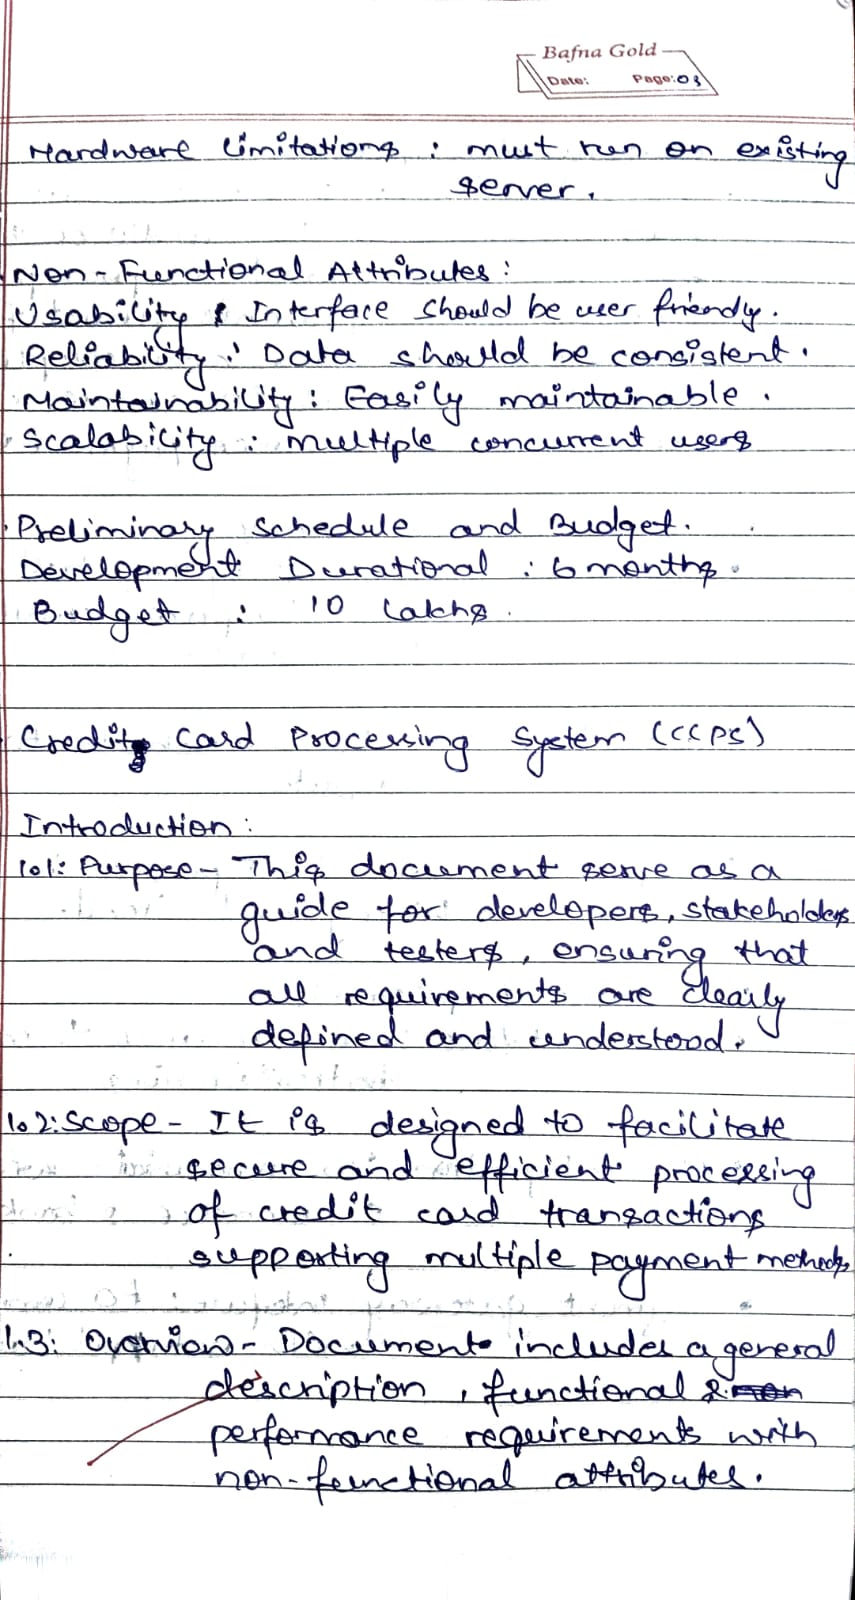 Bafna Gold
Date: Page: 03
Hardware limitations : must run on existing
server.
Non-Functional Attributes :
Usability : Interface should be user friendly.
Reliability : Data should be consistent.
Maintainability : Easily maintainable.
Scalability : multiple concurrent users
Preliminary schedule and Budget.
Development Durational : 6 months.
Budget : 10 lakhs.
Credit Card Processing System (CCPS)
Introduction :
1.1: Purpose - This document serve as a
guide for developers, stakeholders
and testers, ensuring that
all requirements are clearly
defined and understood.
1.2: Scope - It is designed to facilitate
secure and efficient processing
of credit card transactions
supporting multiple payment methods
1.3: Overview - Document includes a general
description, functional &
performance requirements with
non-functional attributes.